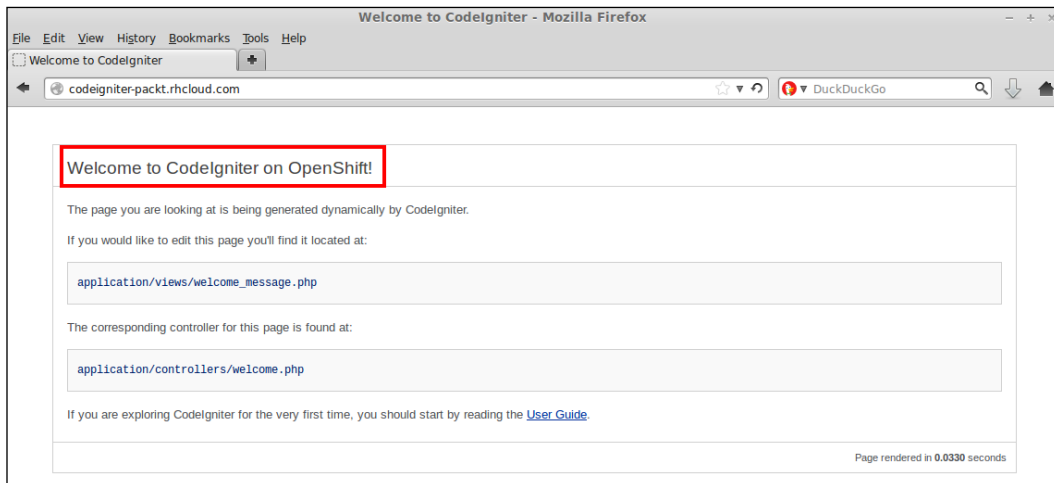 Welcome to CodeIgniter - Mozilla Firefox
File Edit View History Bookmarks Tools Help
Welcome to CodeIgniter
codeigniter-packt.rhcloud.com DuckDuckGo
Welcome to CodeIgniter on OpenShift!
The page you are looking at is being generated dynamically by CodeIgniter.
If you would like to edit this page you'll find it located at:
application/views/welcome_message.php
The corresponding controller for this page is found at:
application/controllers/welcome.php
If you are exploring CodeIgniter for the very first time, you should start by reading the User Guide.
Page rendered in 0.0330 seconds